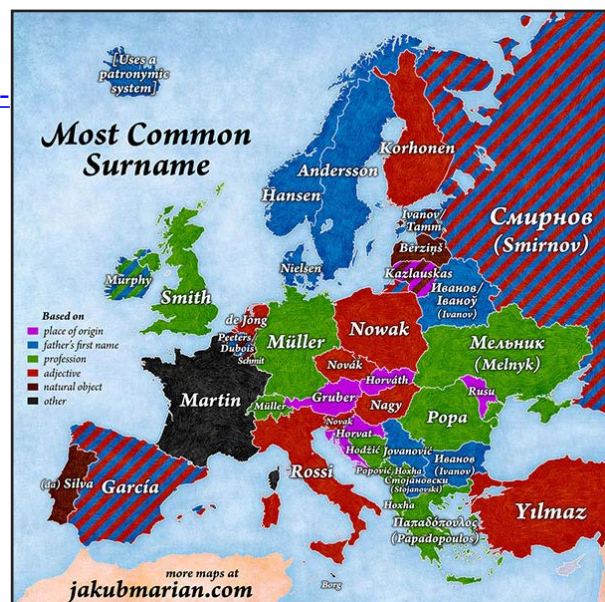 [Uses a
patronymic
system]
Most Common
Surname
Korhonen
Andersson
Hansen
Смирнов
(Smirnov)
Ivanov/
Tamm
Bērziņš
Kazlauskas
Иванов/
Іваноў
(Ivanov)
Nielsen
Murphy
Smith
de Jong
Peeters
Dubois
Schmit
Müller
Nowak
Мельник
(Melnyk)
Based on
place of origin
father's first name
profession
adjective
natural object
other
Novák
Horváth
Rusu
Martin
Müller
Gruber
Nagy
Popa
Novak
Horvat
Hodžić
Jovanović
Иванов
(Ivanov)
Popović
Hoxha
Стојановски
(Stojanovski)
Hoxha
(da) Silva
García
Rossi
Παπαδόπουλος
(Papadopoulos)
Yılmaz
Borg
more maps at
jakubmarian.com